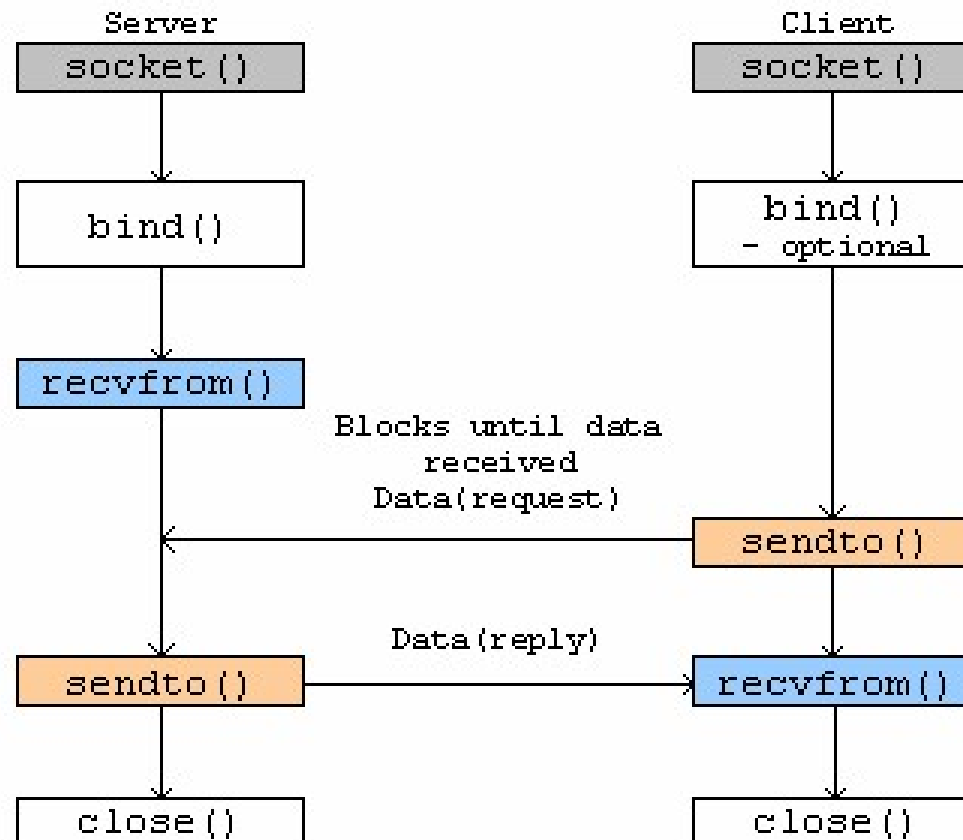 Server
Client
socket()
socket()
bind()
bind()
- optional
recvfrom()
Blocks until data
received
Data(request)
sendto()
Data(reply)
sendto()
recvfrom()
close()
close()